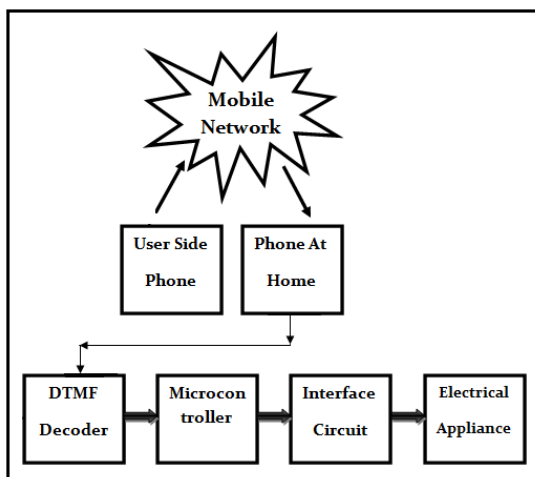 Mobile
Network
User Side
Phone
Phone At
Home
DTMF
Decoder
Microcon
troller
Interface
Circuit
Electrical
Appliance